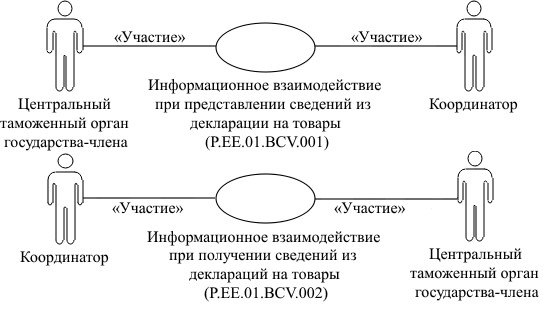 «Участие»
«Участие»
Центральный
таможенный орган
государства-члена
Информационное взаимодействие
при представлении сведений из
декларации на товары
(P.EE.01.BCV.001)
Координатор
«Участие»
«Участие»
Координатор
Информационное взаимодействие
при получении сведений из
деклараций на товары
(P.EE.01.BCV.002)
Центральный
таможенный орган
государства-члена